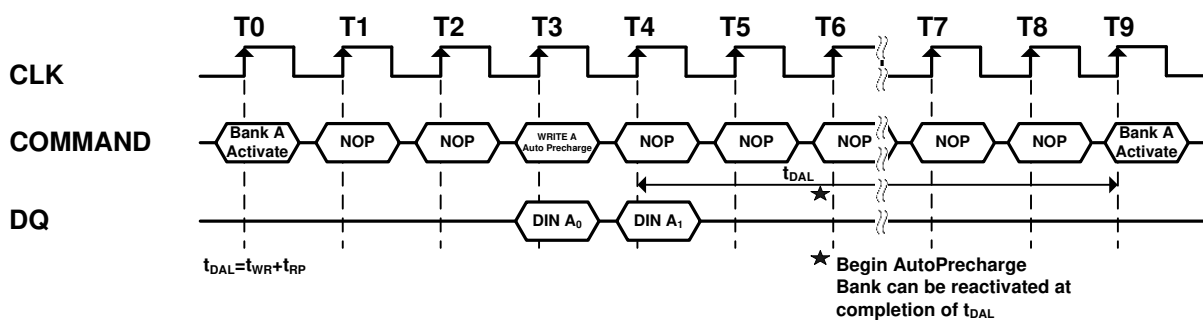 T0 T1 T2 T3 T4 T5 T6 T7 T8 T9
CLK
COMMAND
Bank A Activate NOP NOP WRITE A Auto Precharge NOP NOP NOP NOP NOP Bank A Activate
tDAL
DQ
DIN A0 DIN A1
tDAL=tWR+tRP
★ Begin AutoPrecharge
Bank can be reactivated at
completion of tDAL